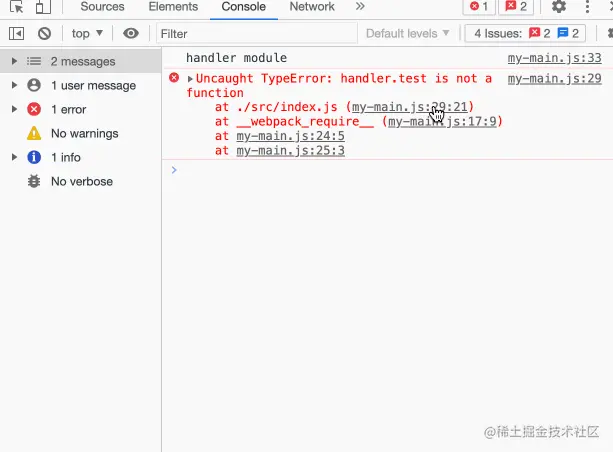 Sources Elements Console Network » 1 2
top ▼ Filter Default levels ▼ 4 Issues: 2 2
2 messages
1 user message
1 error
No warnings
1 info
No verbose
handler module my-main.js:33
Uncaught TypeError: handler.test is not a my-main.js:29
function
at ./src/index.js (my-main.js:29:21)
at __webpack_require__ (my-main.js:17:9)
at my-main.js:24:5
at my-main.js:25:3
@稀土掘金技术社区